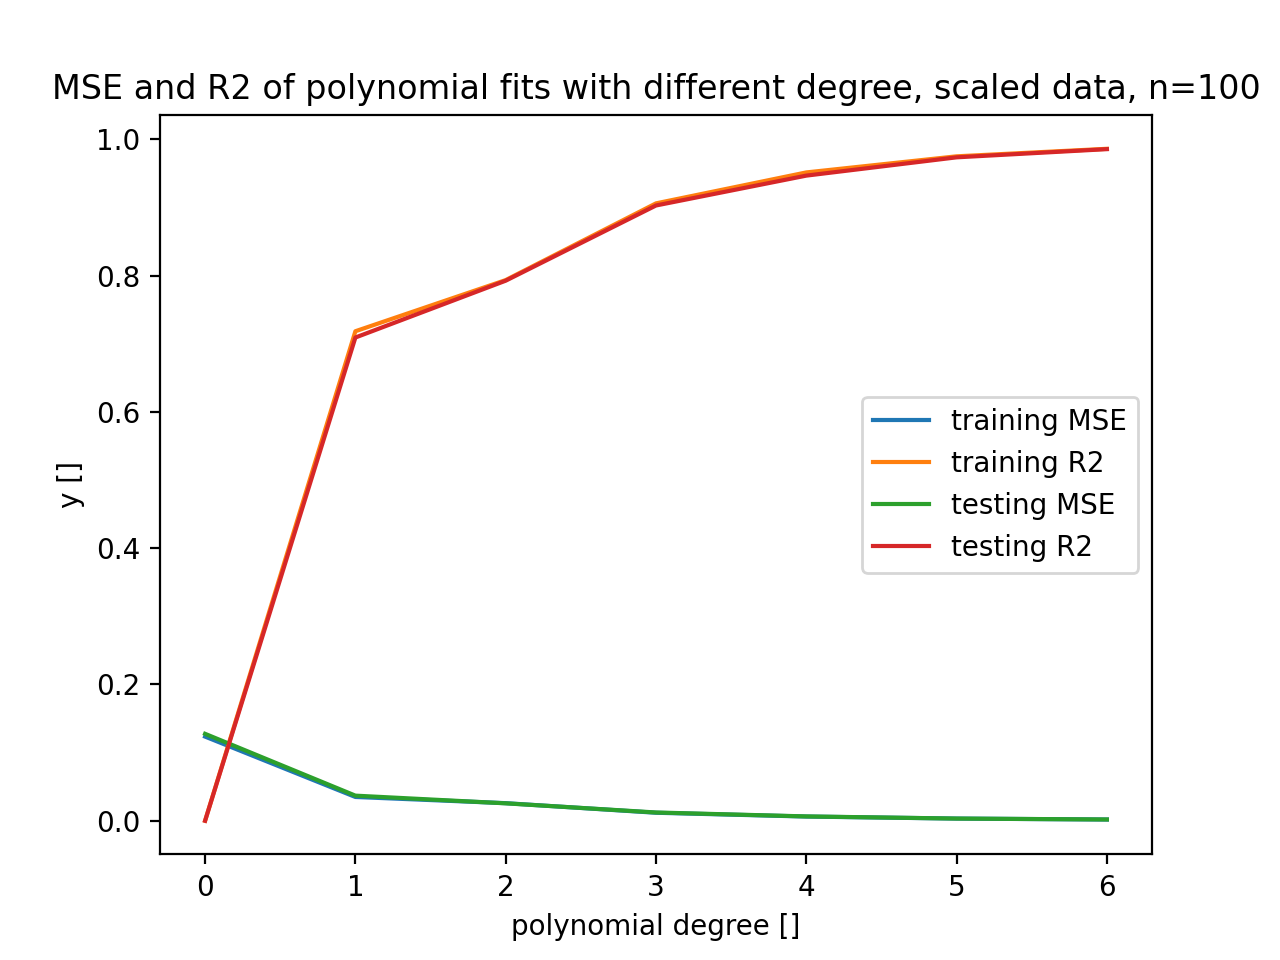 MSE and R2 of polynomial fits with different degree, scaled data, n=100
1.0
0.8
0.6
0.4
0.2
0.0
y []
training MSE
training R2
testing MSE
testing R2
0 1 2 3 4 5 6
polynomial degree []